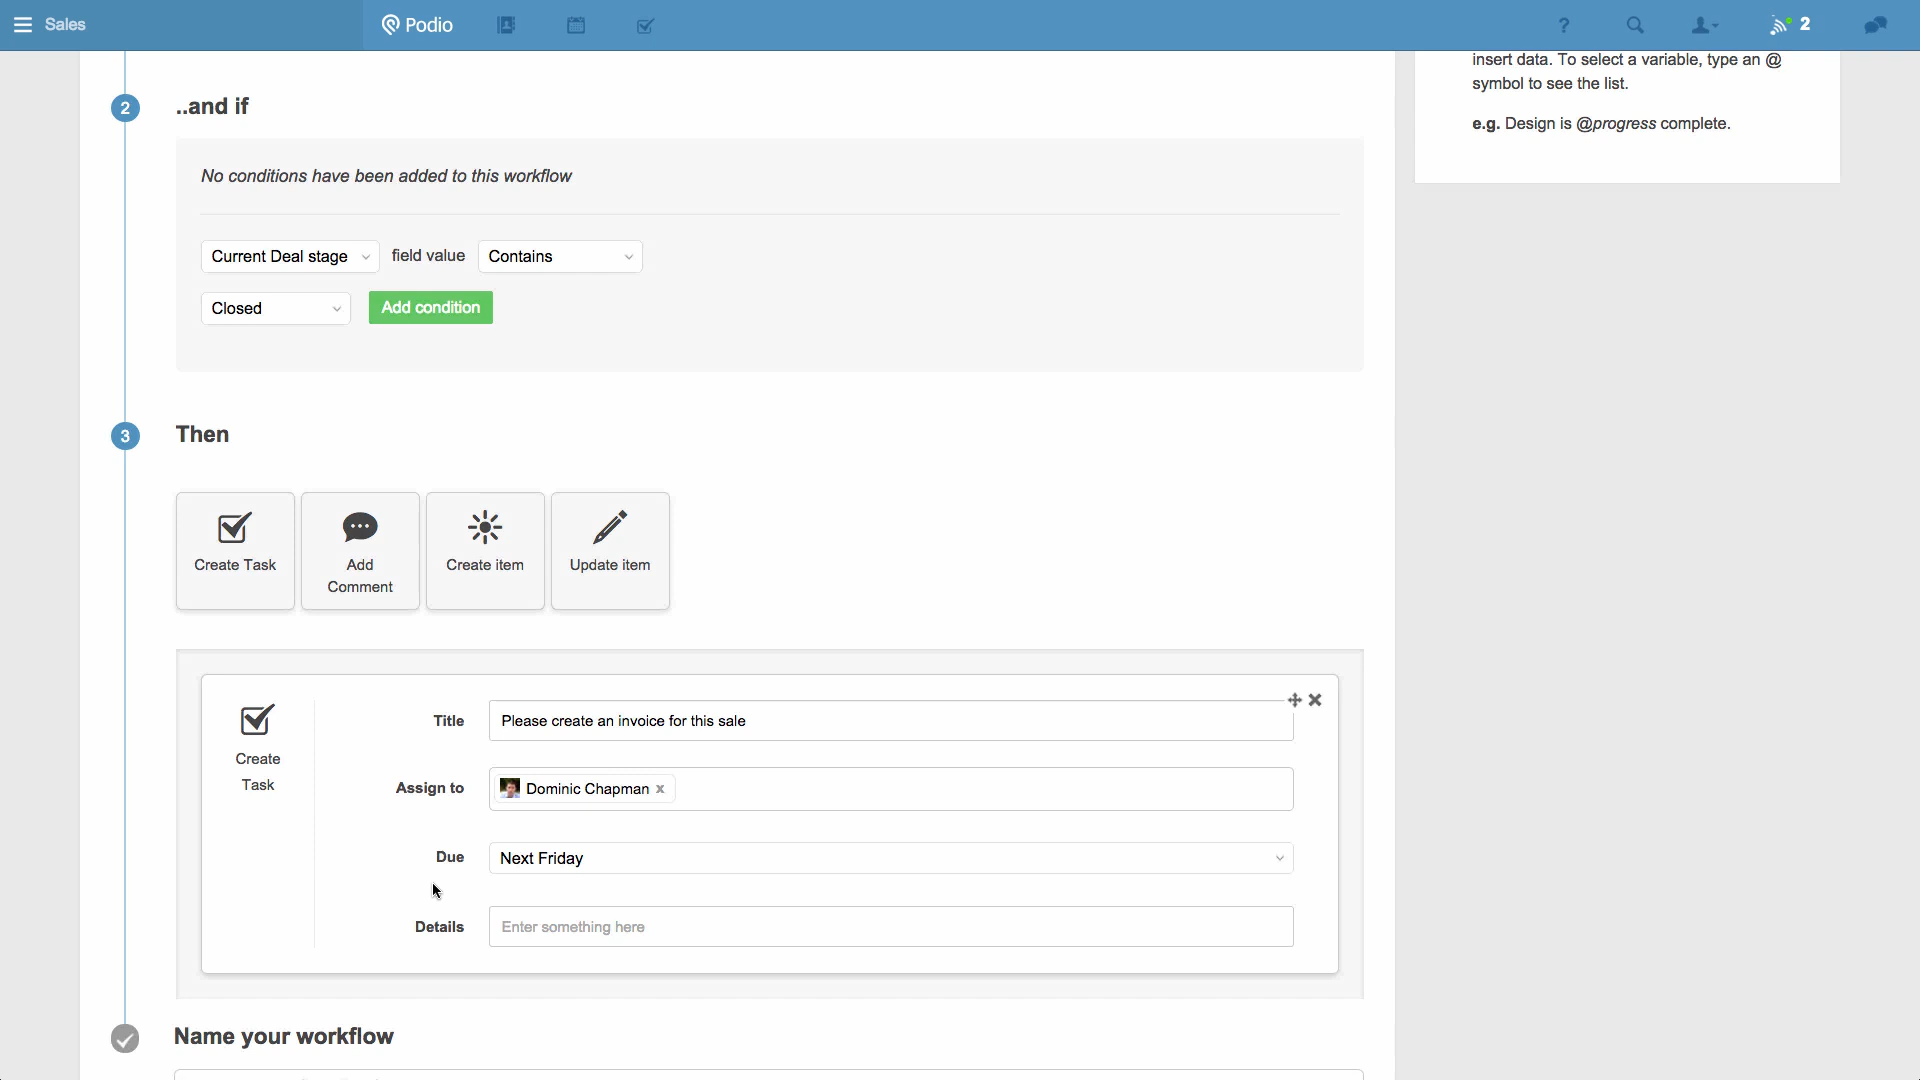 Sales
Podio
?
2
insert data. To select a variable, type an @
symbol to see the list.
e.g. Design is @progress complete.
2
..and if
No conditions have been added to this workflow
Current Deal stage field value Contains
Closed Add condition
3
Then
Create Task
Add
Comment
Create item
Update item
Create
Task
Title Please create an invoice for this sale
Assign to Dominic Chapman x
Due Next Friday
Details Enter something here
Name your workflow